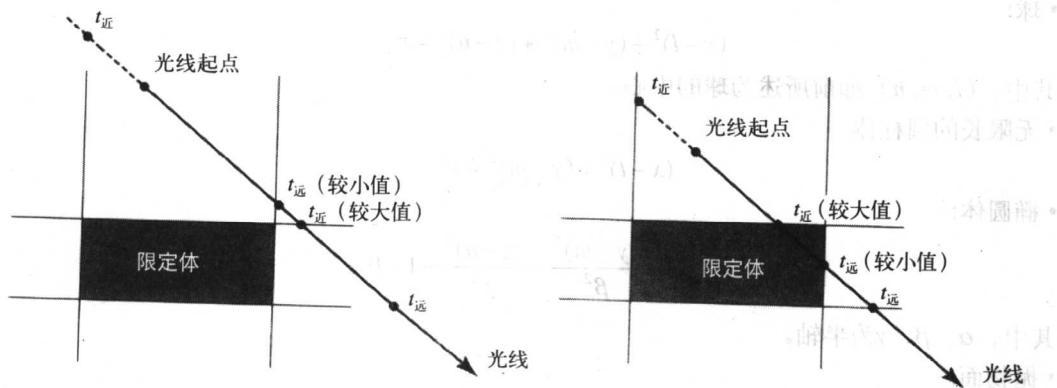 t近
光线起点
t远（较小值）
t近（较大值）
限定体
t远
光线
t近
光线起点
t近（较大值）
限定体
t远（较小值）
t远
光线